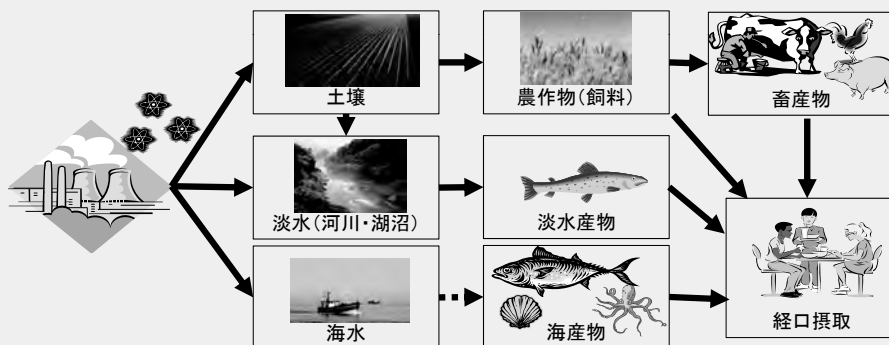 土壌
農作物(飼料)
畜産物
淡水(河川・湖沼)
淡水産物
海水
海産物
経口摂取